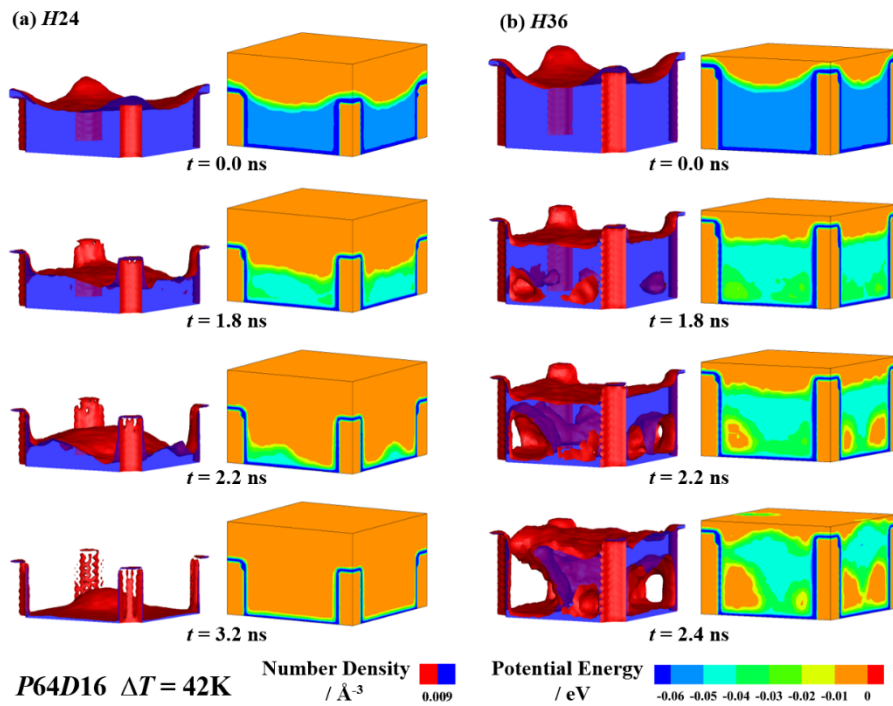 (a) H24
(b) H36
t = 0.0 ns
t = 0.0 ns
t = 1.8 ns
t = 1.8 ns
t = 2.2 ns
t = 2.2 ns
t = 3.2 ns
t = 2.4 ns
P64D16 ΔT = 42K
Number Density
/ Å⁻³
0.009
Potential Energy
/ eV
-0.06 -0.05 -0.04 -0.03 -0.02 -0.01 0